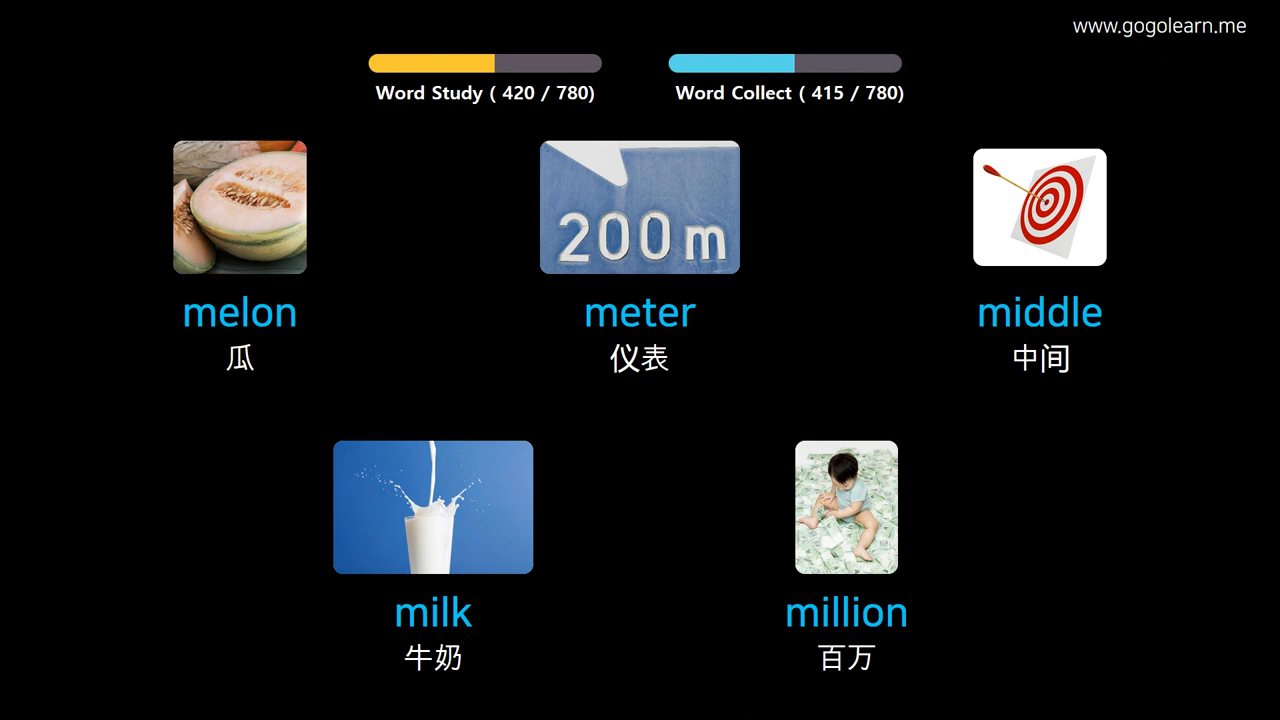 www.gogolearn.me
Word Study ( 420 / 780)
Word Collect ( 415 / 780)
200 m
melon
瓜
meter
仪表
middle
中间
milk
牛奶
million
百万